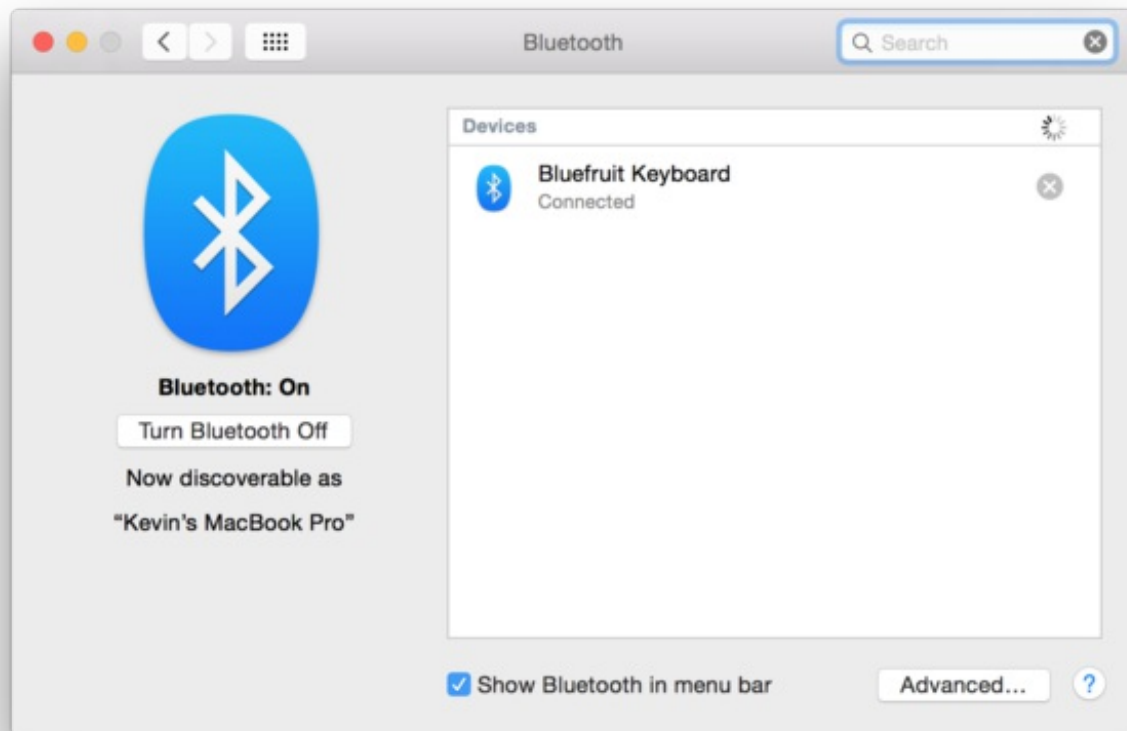 Bluetooth
Search
Devices
Bluefruit Keyboard
Connected
Bluetooth: On
Turn Bluetooth Off
Now discoverable as
“Kevin’s MacBook Pro”
Show Bluetooth in menu bar
Advanced...
?